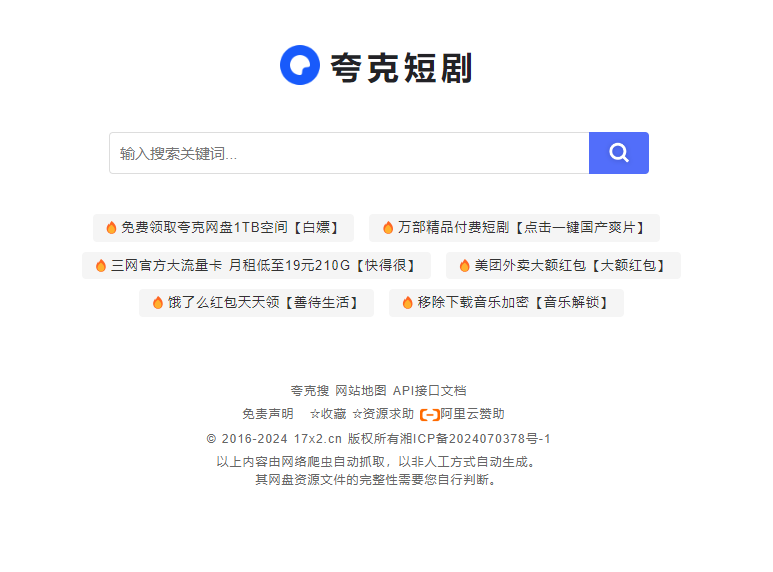 夸克短剧
输入搜索关键词...
免费领取夸克网盘1TB空间【白嫖】 万部精品付费短剧【点击一键国产爽片】
三网官方大流量卡 月租低至19元210G【快得很】 美团外卖大额红包【大额红包】
饿了么红包天天领【善待生活】 移除下载音乐加密【音乐解锁】
夸克搜 网站地图 API接口文档
免责声明 ☆收藏 ☆资源求助 阿里云赞助
© 2016-2024 17x2.cn 版权所有湘ICP备2024070378号-1
以上内容由网络爬虫自动抓取，以非人工方式自动生成。
其网盘资源文件的完整性需要您自行判断。